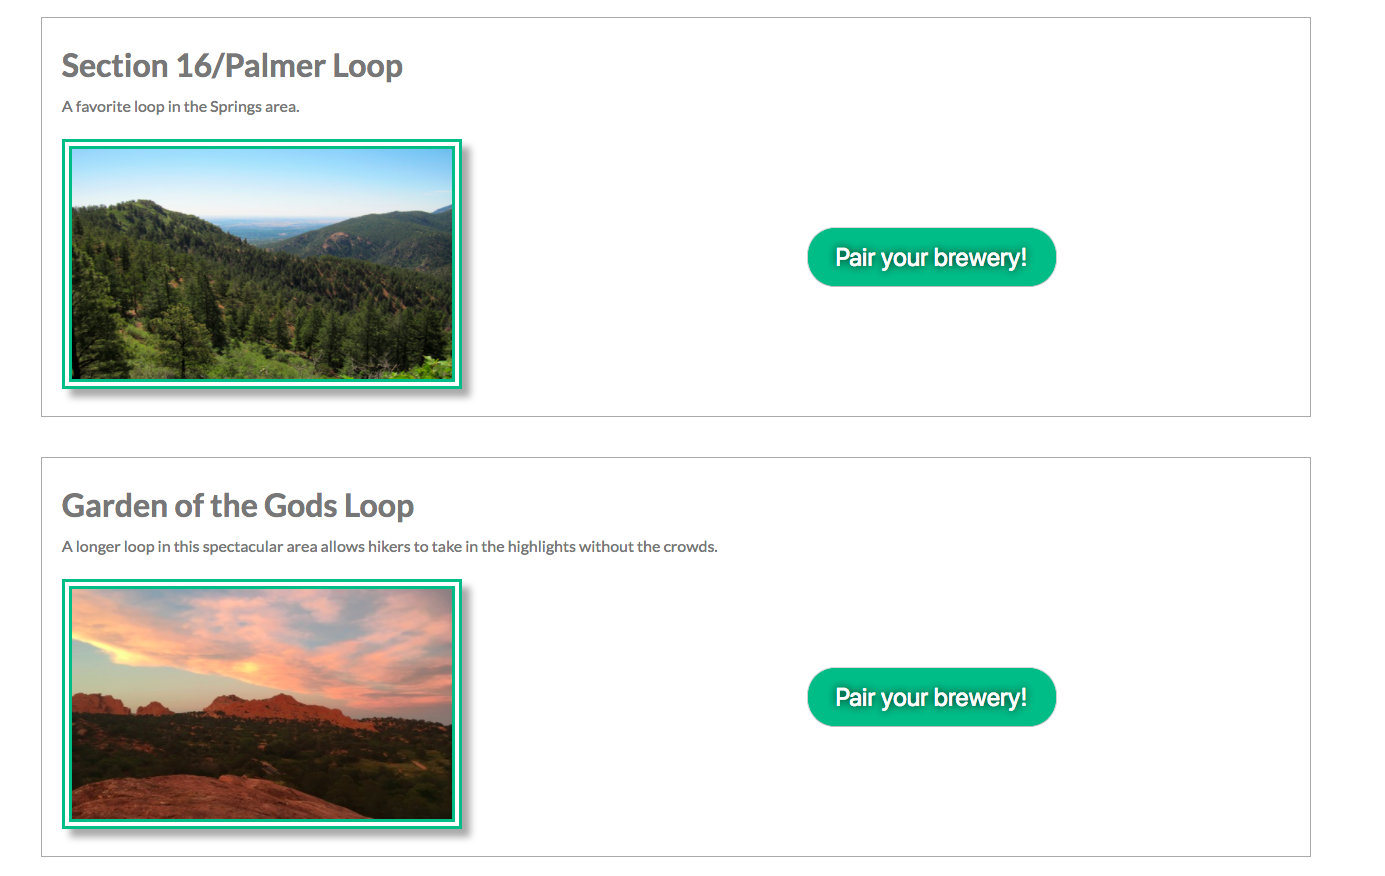 Section 16/Palmer Loop
A favorite loop in the Springs area.
Pair your brewery!
Garden of the Gods Loop
A longer loop in this spectacular area allows hikers to take in the highlights without the crowds.
Pair your brewery!